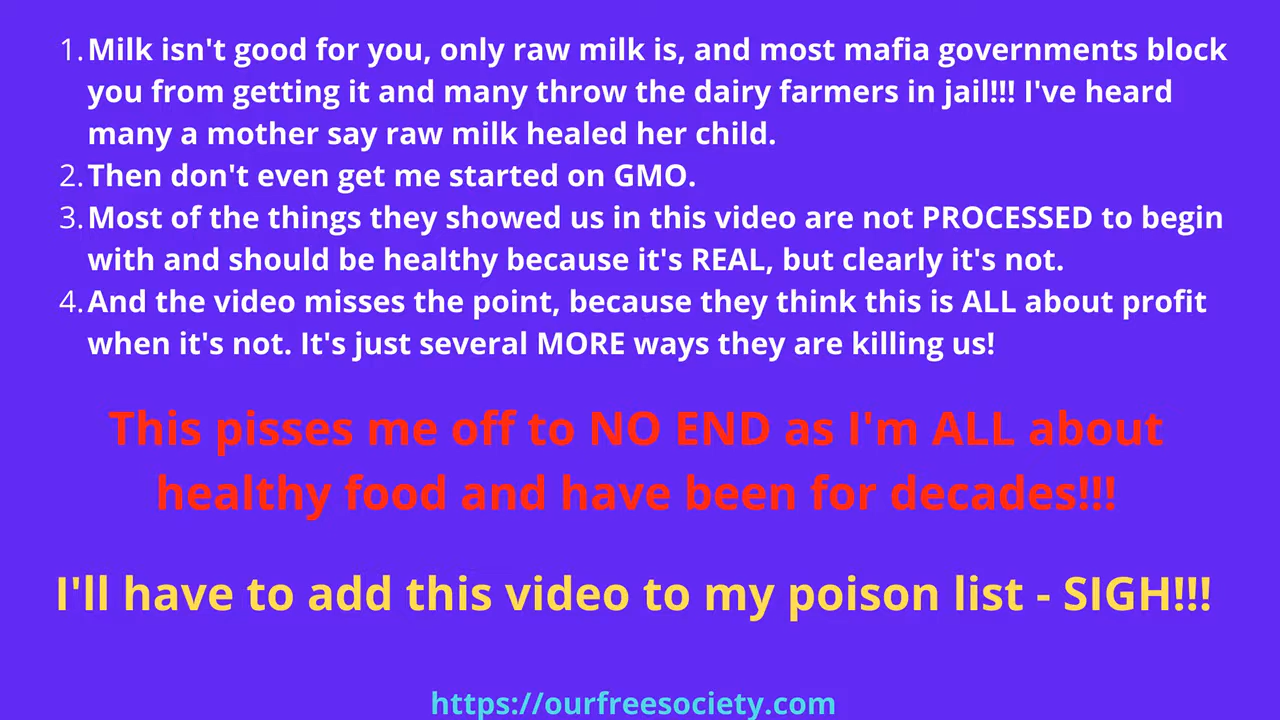 1. Milk isn't good for you, only raw milk is, and most mafia governments block
you from getting it and many throw the dairy farmers in jail!!! I've heard
many a mother say raw milk healed her child.
2. Then don't even get me started on GMO.
3. Most of the things they showed us in this video are not PROCESSED to begin
with and should be healthy because it's REAL, but clearly it's not.
4. And the video misses the point, because they think this is ALL about profit
when it's not. It's just several MORE ways they are killing us!
This pisses me off to NO END as I'm ALL about
healthy food and have been for decades!!!
I'll have to add this video to my poison list - SIGH!!!
https://ourfreesociety.com